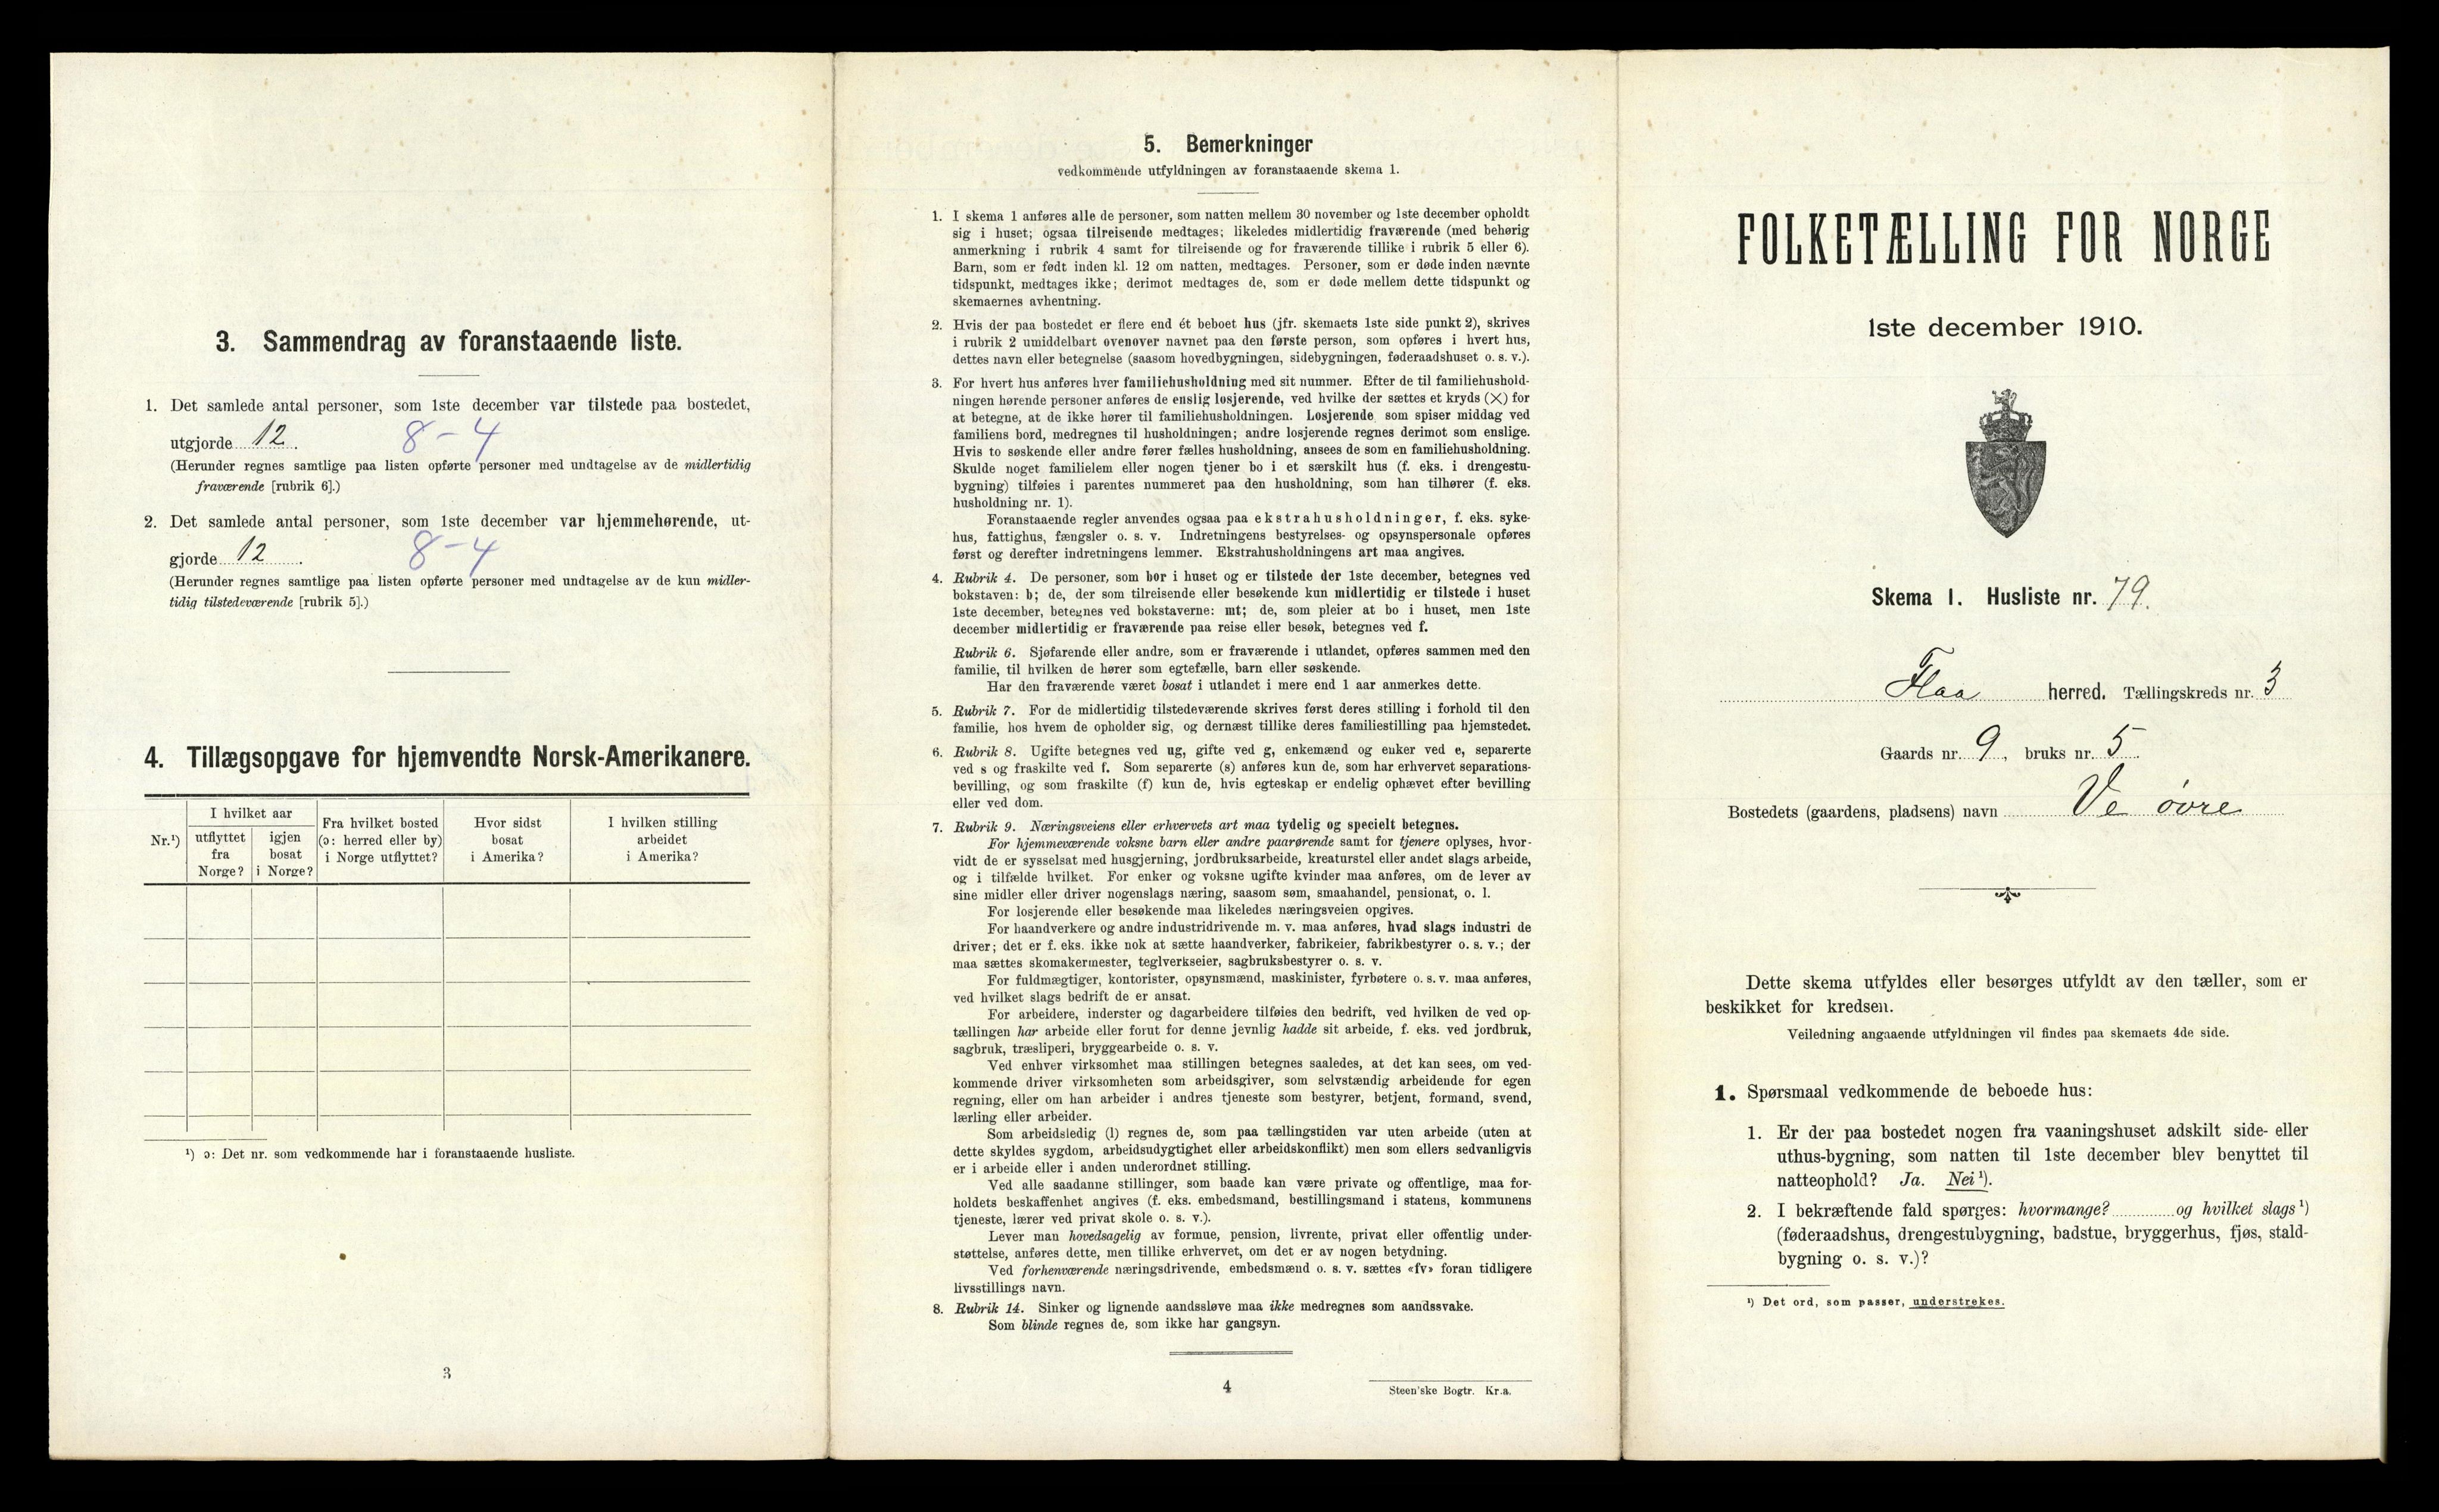 3. Sammendrag av foranstaaende liste.
1. Det samlede antal personer, som 1ste december var tilstede paa bostedet,
utgjorde 12. 8-4
(Herunder regnes samtlige paa listen opførte personer med undtagelse av de midlertidig
fraværende [rubrik 6].)
2. Det samlede antal personer, som 1ste december var hjemmehørende, ut-
gjorde 12. 8-4
(Herunder regnes samtlige paa listen opførte personer med undtagelse av de kun midler-
tidig tilstedeværende [rubrik 5].)
4. Tillægsopgave for hjemvendte Norsk-Amerikanere.
Nr.¹)
I hvilket aar
utflyttet
fra
Norge?
igjen
bosat
i Norge?
Fra hvilket bosted
(ɔ: herred eller by)
i Norge utflyttet?
Hvor sidst
bosat
i Amerika?
I hvilken stilling
arbeidet
i Amerika?
¹) ɔ: Det nr. som vedkommende har i foranstaaende husliste.
3
5. Bemerkninger
vedkommende utfyldningen av foranstaaende skema 1.
1. I skema 1 anføres alle de personer, som natten mellem 30 november og 1ste december opholdt
sig i huset; ogsaa tilreisende medtages; likeledes midlertidig fraværende (med behørig
anmerkning i rubrik 4 samt for tilreisende og for fraværende tillike i rubrik 5 eller 6).
Barn, som er født inden kl. 12 om natten, medtages. Personer, som er døde inden nævnte
tidspunkt, medtages ikke; derimot medtages de, som er døde mellem dette tidspunkt og
skemaernes avhentning.
2. Hvis der paa bostedet er flere end ét beboet hus (jfr. skemaets 1ste side punkt 2), skrives
i rubrik 2 umiddelbart ovenover navnet paa den første person, som opføres i hvert hus,
dettes navn eller betegnelse (saasom hovedbygningen, sidebygningen, føderaadshuset o. s. v.).
3. For hvert hus anføres hver familiehusholdning med sit nummer. Efter de til familiehushold-
ningen hørende personer anføres de enslig losjerende, ved hvilke der sættes et kryds (×) for
at betegne, at de ikke hører til familiehusholdningen. Losjerende som spiser middag ved
familiens bord, medregnes til husholdningen; andre losjerende regnes derimot som enslige.
Hvis to søskende eller andre fører fælles husholdning, ansees de som en familiehusholdning.
Skulde noget familielem eller nogen tjener bo i et særskilt hus (f. eks. i drengestu-
bygning) tilføies i parentes nummeret paa den husholdning, som han tilhører (f. eks.
husholdning nr. 1).
Foranstaaende regler anvendes ogsaa paa ekstrahusholdninger, f. eks. syke-
hus, fattighus, fængsler o. s. v. Indretningens bestyrelses- og opsynspersonale opføres
først og derefter indretningens lemmer. Ekstrahusholdningens art maa angives.
4. Rubrik 4. De personer, som bor i huset og er tilstede der 1ste december, betegnes ved
bokstaven: b; de, der som tilreisende eller besøkende kun midlertidig er tilstede i huset
1ste december, betegnes ved bokstaverne: mt; de, som pleier at bo i huset, men 1ste
december midlertidig er fraværende paa reise eller besøk, betegnes ved f.
Rubrik 6. Sjøfarende eller andre, som er fraværende i utlandet, opføres sammen med den
familie, til hvilken de hører som egtefælle, barn eller søskende.
Har den fraværende været bosat i utlandet i mere end 1 aar anmerkes dette.
5. Rubrik 7. For de midlertidig tilstedeværende skrives først deres stilling i forhold til den
familie, hos hvem de opholder sig, og dernæst tillike deres familiestilling paa hjemstedet.
6. Rubrik 8. Ugifte betegnes ved ug, gifte ved g, enkemænd og enker ved e, separerte
ved s og fraskilte ved f. Som separerte (s) anføres kun de, som har erhvervet separations-
bevilling, og som fraskilte (f) kun de, hvis egteskap er endelig ophævet efter bevilling
eller ved dom.
7. Rubrik 9. Næringsveiens eller erhvervets art maa tydelig og specielt betegnes.
For hjemmeværende voksne barn eller andre paarørende samt for tjenere oplyses, hvor-
vidt de er sysselsat med husgjerning, jordbruksarbeide, kreaturstel eller andet slags arbeide,
og i tilfælde hvilket. For enker og voksne ugifte kvinder maa anføres, om de lever av
sine midler eller driver nogenslags næring, saasom søm, smaahandel, pensionat, o. l.
For losjerende eller besøkende maa likeledes næringsveien opgives.
For haandverkere og andre industridrivende m. v. maa anføres, hvad slags industri de
driver; det er f. eks. ikke nok at sætte haandverker, fabrikeier, fabrikbestyrer o. s. v.; der
maa sættes skomakermester, teglverkseier, sagbruksbestyrer o. s. v.
For fuldmægtiger, kontorister, opsynsmænd, maskinister, fyrbøtere o. s. v. maa anføres,
ved hvilket slags bedrift de er ansat.
For arbeidere, inderster og dagarbeidere tilføies den bedrift, ved hvilken de ved op-
tællingen har arbeide eller forut for denne jevnlig hadde sit arbeide, f. eks. ved jordbruk,
sagbruk, træsliperi, bryggearbeide o. s. v.
Ved enhver virksomhet maa stillingen betegnes saaledes, at det kan sees, om ved-
kommende driver virksomheten som arbeidsgiver, som selvstændig arbeidende for egen
regning, eller om han arbeider i andres tjeneste som bestyrer, betjent, formand, svend,
lærling eller arbeider.
Som arbeidsledig (l) regnes de, som paa tællingstiden var uten arbeide (uten at
dette skyldes sygdom, arbeidsudygtighet eller arbeidskonflikt) men som ellers sedvanligvis
er i arbeide eller i anden underordnet stilling.
Ved alle saadanne stillinger, som baade kan være private og offentlige, maa for-
holdets beskaffenhet angives (f. eks. embedsmand, bestillingsmand i statens, kommunens
tjeneste, lærer ved privat skole o. s. v.).
Lever man hovedsagelig av formue, pension, livrente, privat eller offentlig under-
støttelse, anføres dette, men tillike erhvervet, om det er av nogen betydning.
Ved forhenværende næringsdrivende, embedsmænd o. s. v. sættes «fv» foran tidligere
livsstillings navn.
8. Rubrik 14. Sinker og lignende aandssløve maa ikke medregnes som aandssvake.
Som blinde regnes de, som ikke har gangsyn.
4
Steen'ske Bogtr. Kr.a.
FOLKETÆLLING FOR NORGE
1ste december 1910.
Skema 1. Husliste nr. 79.
Flaa herred. Tællingskreds nr. 3
Gaards nr. 9, bruks nr. 5.
Bostedets (gaardens, pladsens) navn Ve øvre
Dette skema utfyldes eller besørges utfyldt av den tæller, som er
beskikket for kredsen.
Veiledning angaaende utfyldningen vil findes paa skemaets 4de side.
1. Spørsmaal vedkommende de beboede hus:
1. Er der paa bostedet nogen fra vaaningshuset adskilt side- eller
uthus-bygning, som natten til 1ste december blev benyttet til
natteophold? Ja. Nei¹).
2. I bekræftende fald spørges: hvormange? og hvilket slags¹)
(føderaadshus, drengestubygning, badstue, bryggerhus, fjøs, stald-
bygning o. s. v.)?
¹) Det ord, som passer, understrekes.